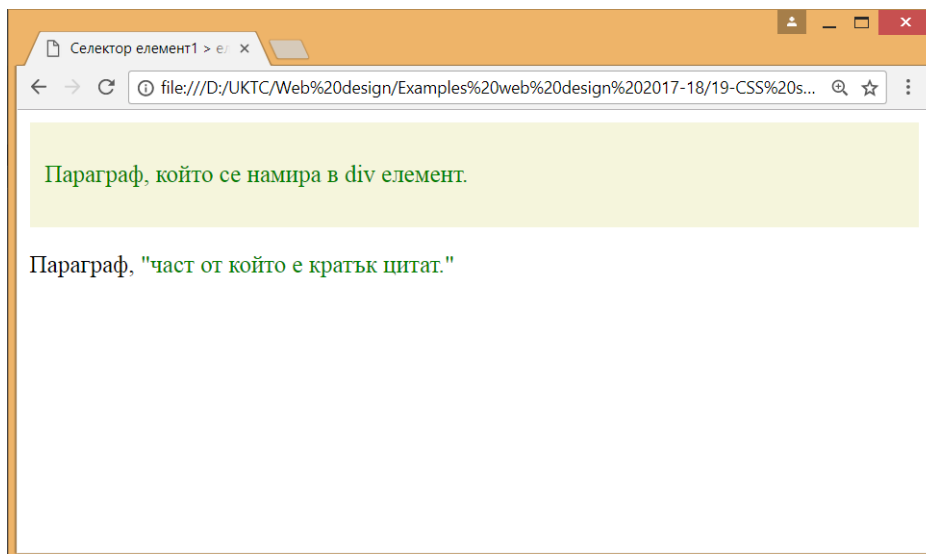 Селектор елемент1 > ел
file:///D:/UKTC/Web%20design/Examples%20web%20design%202017-18/19-CSS%20s...
Параграф, който се намира в div елемент.
Параграф, "част от който е кратък цитат."